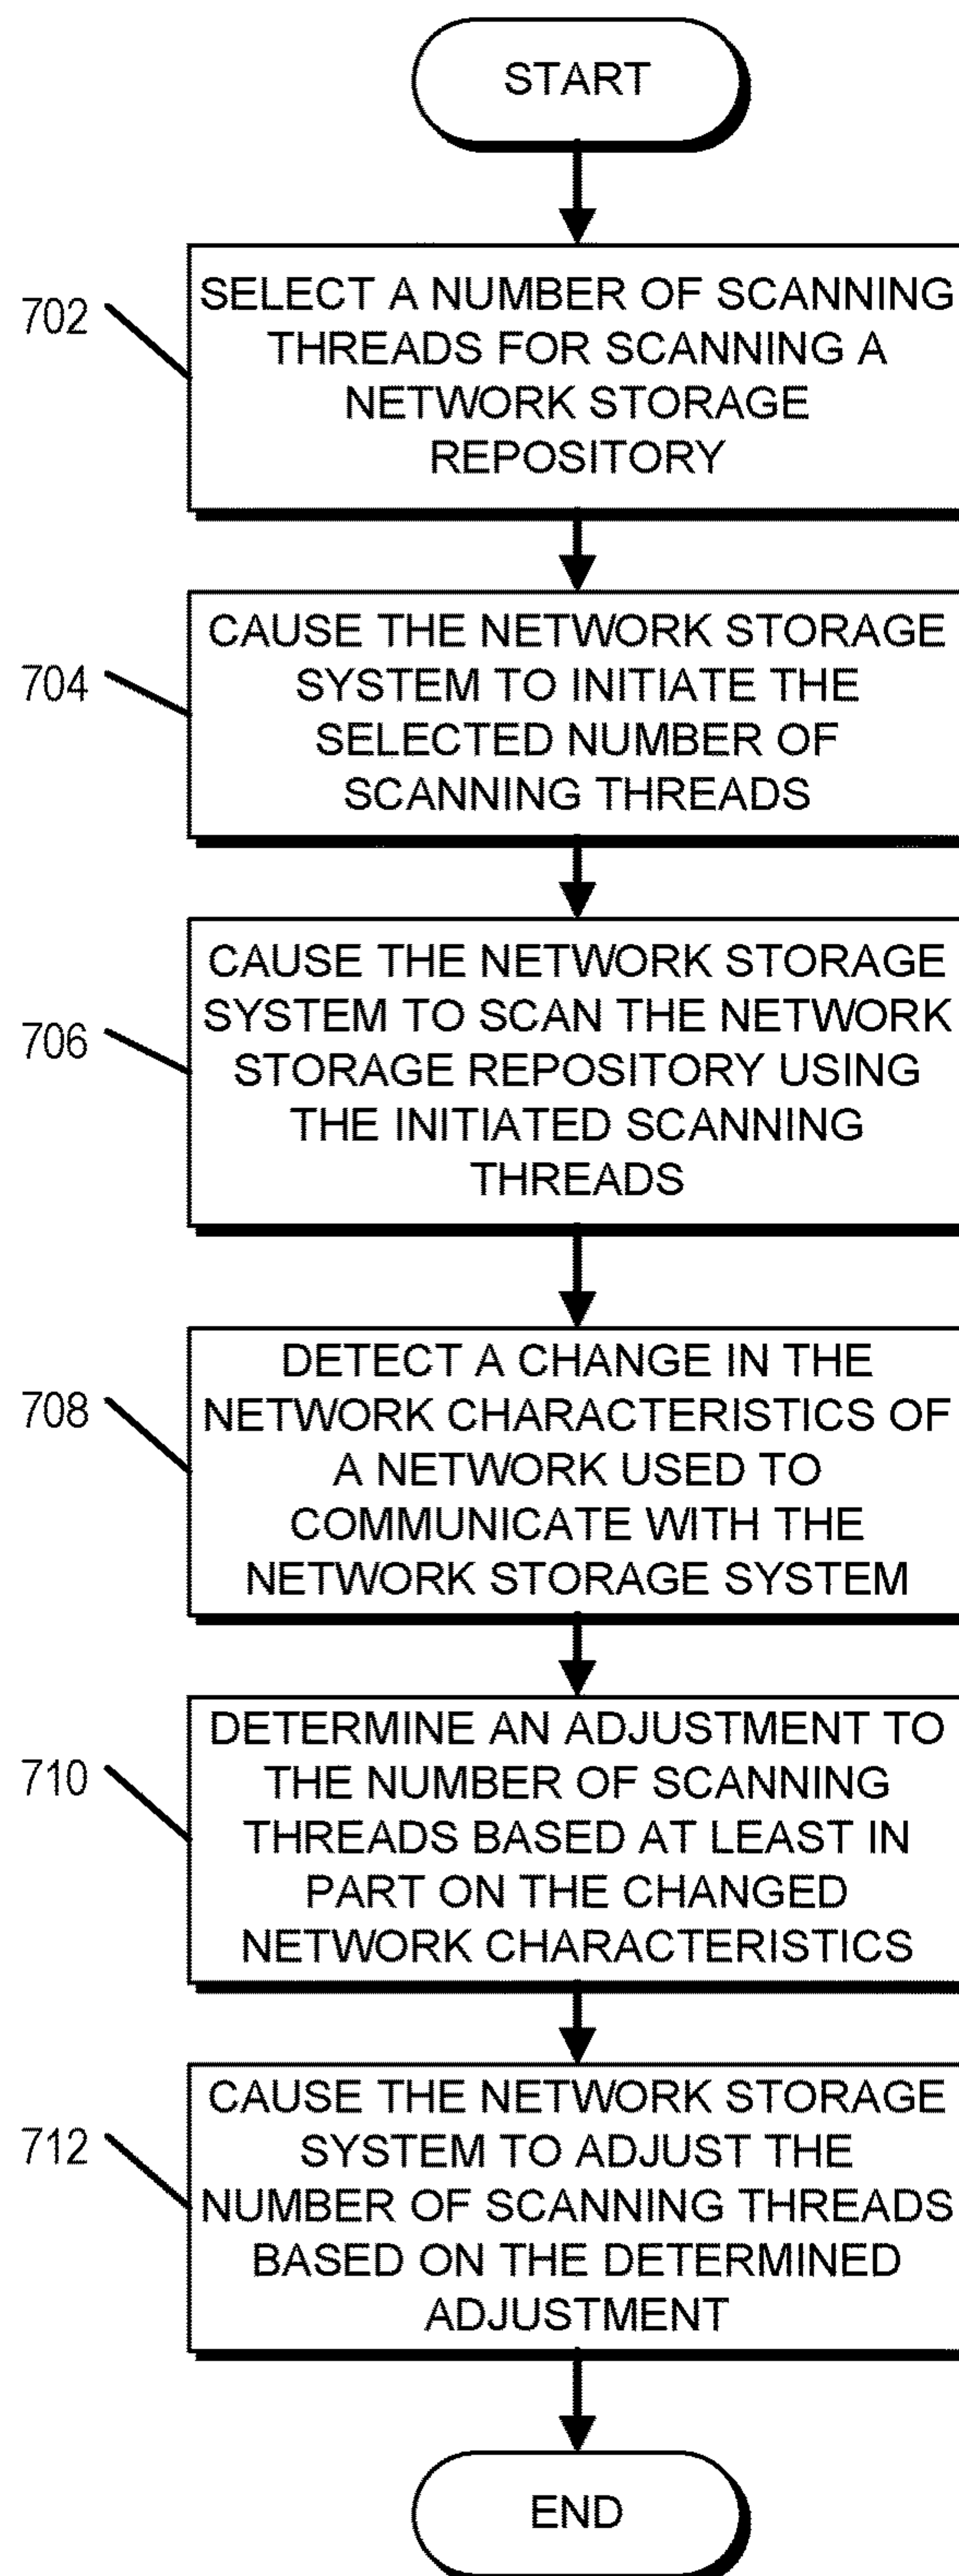 START
702
SELECT A NUMBER OF SCANNING
THREADS FOR SCANNING A
NETWORK STORAGE
REPOSITORY
704
CAUSE THE NETWORK STORAGE
SYSTEM TO INITIATE THE
SELECTED NUMBER OF
SCANNING THREADS
706
CAUSE THE NETWORK STORAGE
SYSTEM TO SCAN THE NETWORK
STORAGE REPOSITORY USING
THE INITIATED SCANNING
THREADS
708
DETECT A CHANGE IN THE
NETWORK CHARACTERISTICS OF
A NETWORK USED TO
COMMUNICATE WITH THE
NETWORK STORAGE SYSTEM
710
DETERMINE AN ADJUSTMENT TO
THE NUMBER OF SCANNING
THREADS BASED AT LEAST IN
PART ON THE CHANGED
NETWORK CHARACTERISTICS
712
CAUSE THE NETWORK STORAGE
SYSTEM TO ADJUST THE
NUMBER OF SCANNING THREADS
BASED ON THE DETERMINED
ADJUSTMENT
END